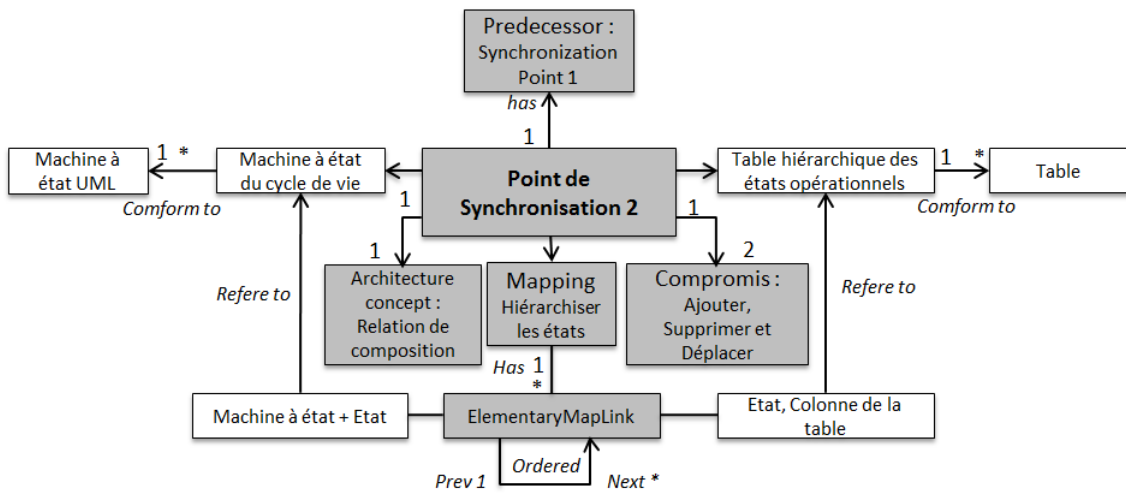 Predecessor :
Synchronization
Point 1
has
1
Machine à
état UML
1 *
Machine à état
du cycle de vie
Comform to
Point de
Synchronisation 2
Table hiérarchique des
états opérationnels
1 *
Table
Comform to
1
1
1
2
Architecture
concept :
Relation de
composition
Mapping
Hiérarchiser
les états
Compromis :
Ajouter,
Supprimer et
Déplacer
Refere to
Refere to
Has 1
*
Machine à état + Etat
ElementaryMapLink
Etat, Colonne de la
table
Ordered
Prev 1
Next *